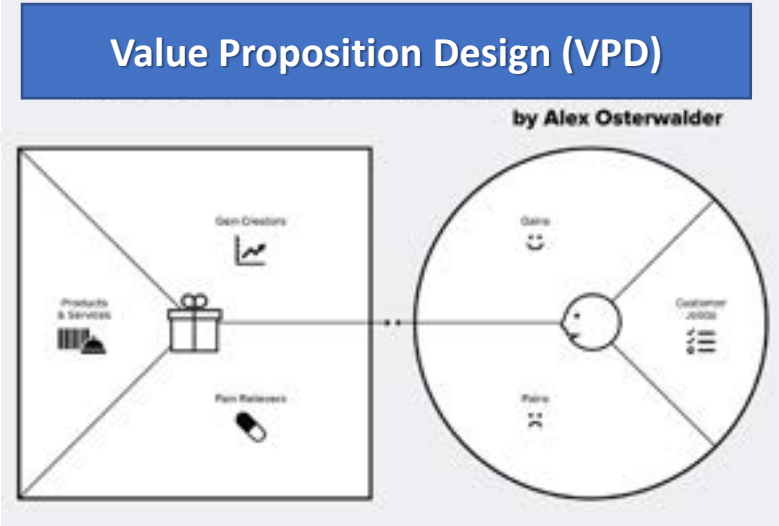 Value Proposition Design (VPD)
by Alex Osterwalder
Gain Creators
Gains
Products
& Services
Customer
Job(s)
Pain Relievers
Pains